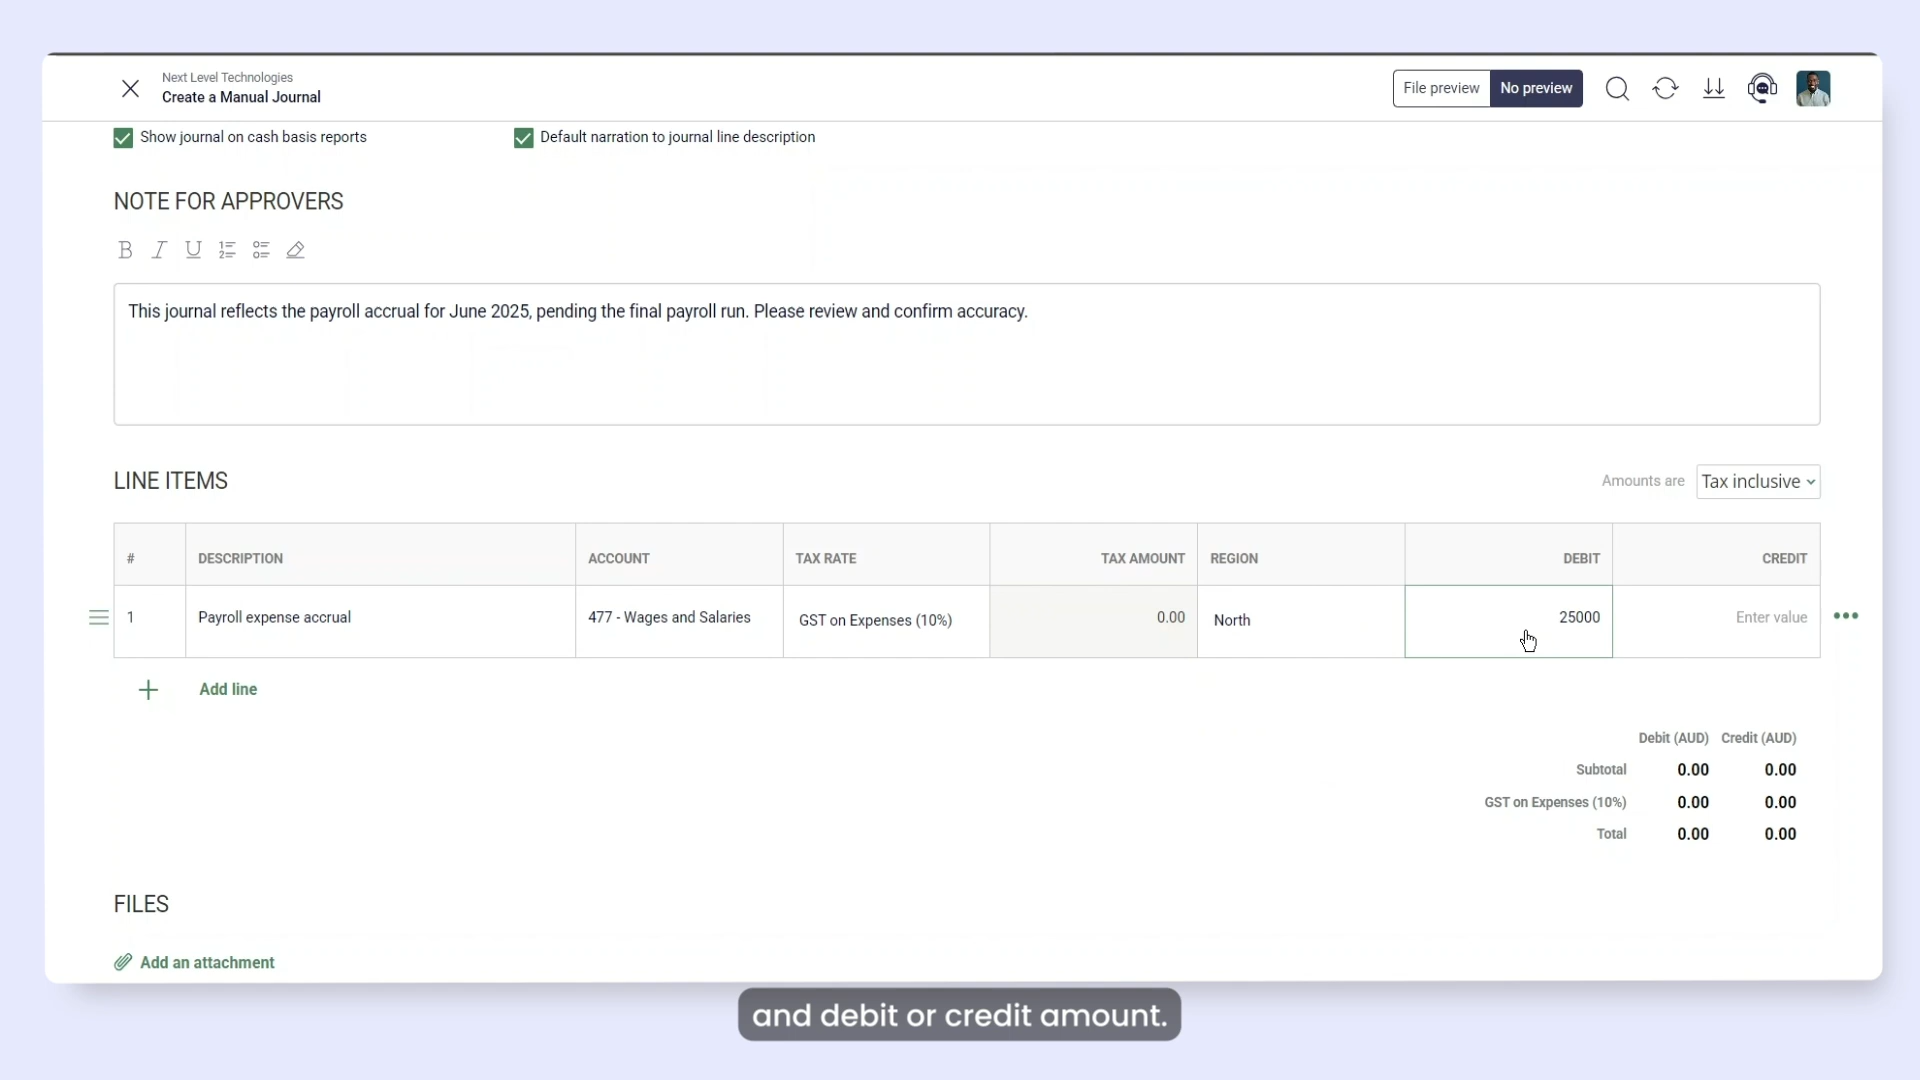 Next Level Technologies
Create a Manual Journal
File preview No preview
Show journal on cash basis reports Default narration to journal line description
NOTE FOR APPROVERS
This journal reflects the payroll accrual for June 2025, pending the final payroll run. Please review and confirm accuracy.
LINE ITEMS Amounts are Tax inclusive
# DESCRIPTION ACCOUNT TAX RATE TAX AMOUNT REGION DEBIT CREDIT
1 Payroll expense accrual 477 - Wages and Salaries GST on Expenses (10%) 0.00 North 25000 Enter value
Add line
Debit (AUD) Credit (AUD)
Subtotal 0.00 0.00
GST on Expenses (10%) 0.00 0.00
Total 0.00 0.00
FILES
Add an attachment
and debit or credit amount.